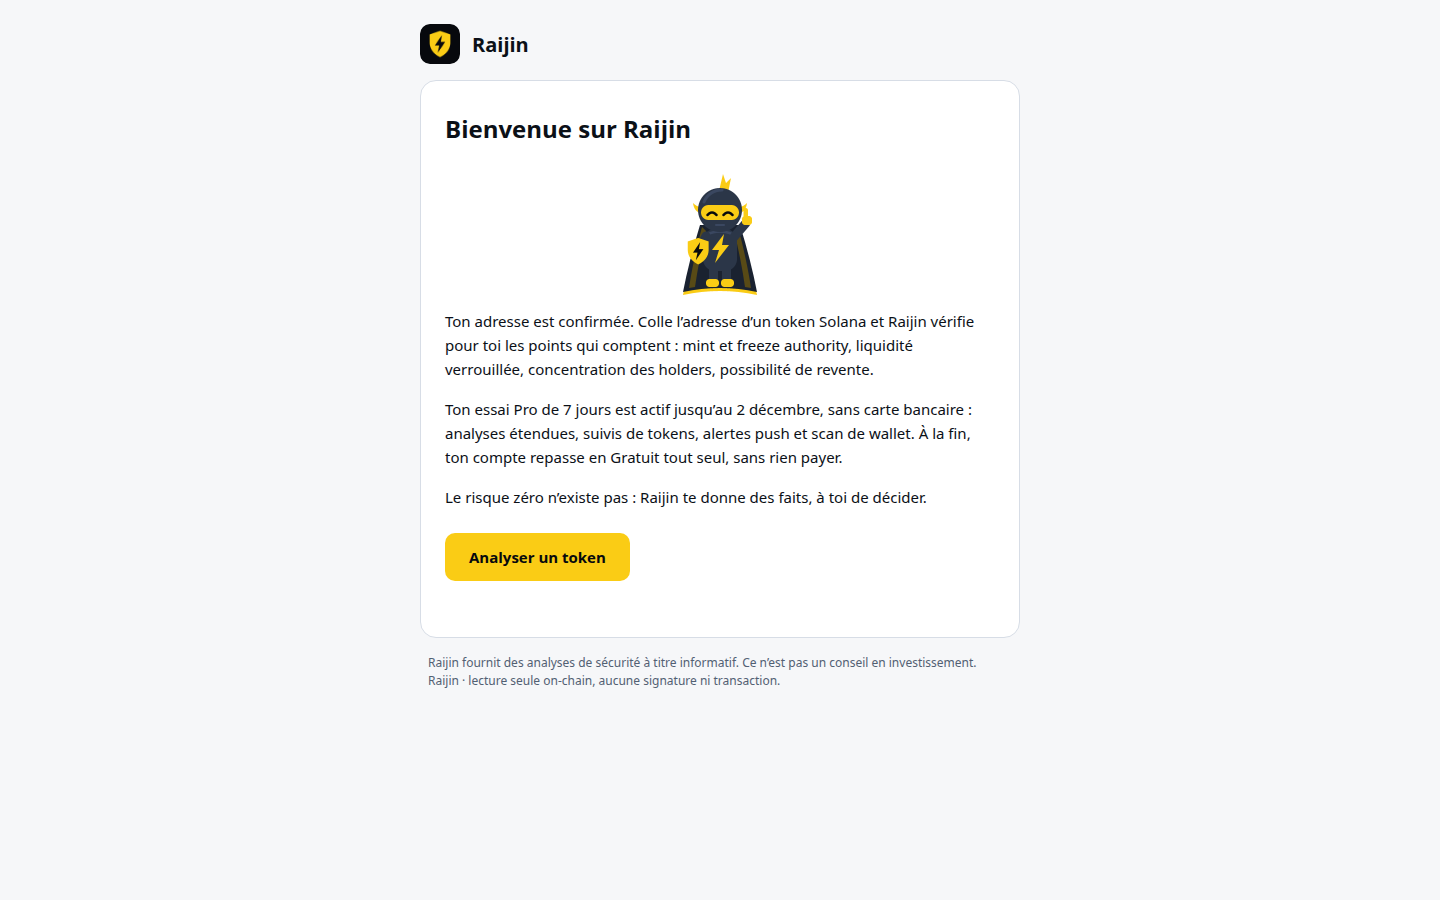 Raijin
Bienvenue sur Raijin
Ton adresse est confirmée. Colle l’adresse d’un token Solana et Raijin vérifie
pour toi les points qui comptent : mint et freeze authority, liquidité
verrouillée, concentration des holders, possibilité de revente.
Ton essai Pro de 7 jours est actif jusqu’au 2 décembre, sans carte bancaire :
analyses étendues, suivis de tokens, alertes push et scan de wallet. À la fin,
ton compte repasse en Gratuit tout seul, sans rien payer.
Le risque zéro n’existe pas : Raijin te donne des faits, à toi de décider.
Analyser un token
Raijin fournit des analyses de sécurité à titre informatif. Ce n’est pas un conseil en investissement.
Raijin · lecture seule on-chain, aucune signature ni transaction.